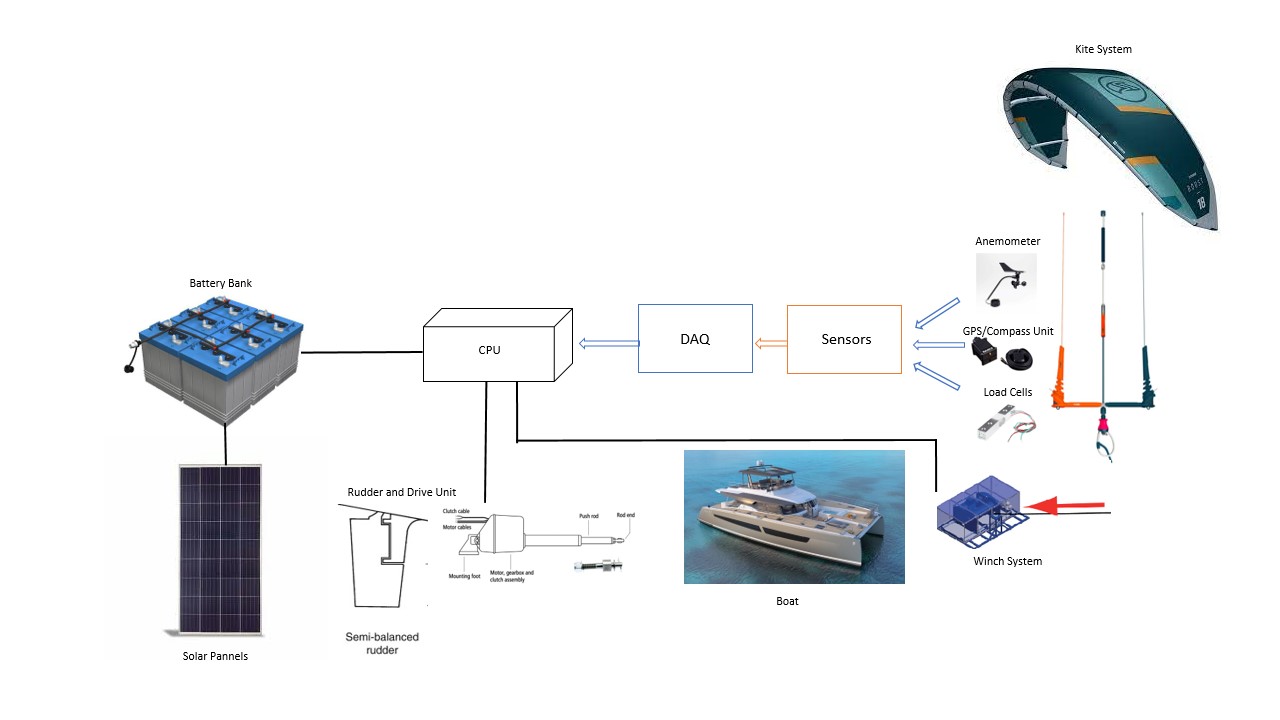 Kite System
BOOST
18
Anemometer
Battery Bank
GPS/Compass Unit
CPU
DAQ
Sensors
Load Cells
Rudder and Drive Unit
Clutch cable
Motor cables
Push rod
Rod end
Mounting foot
Motor, gearbox and
clutch assembly
Winch System
Boat
Semi-balanced
rudder
Solar Pannels